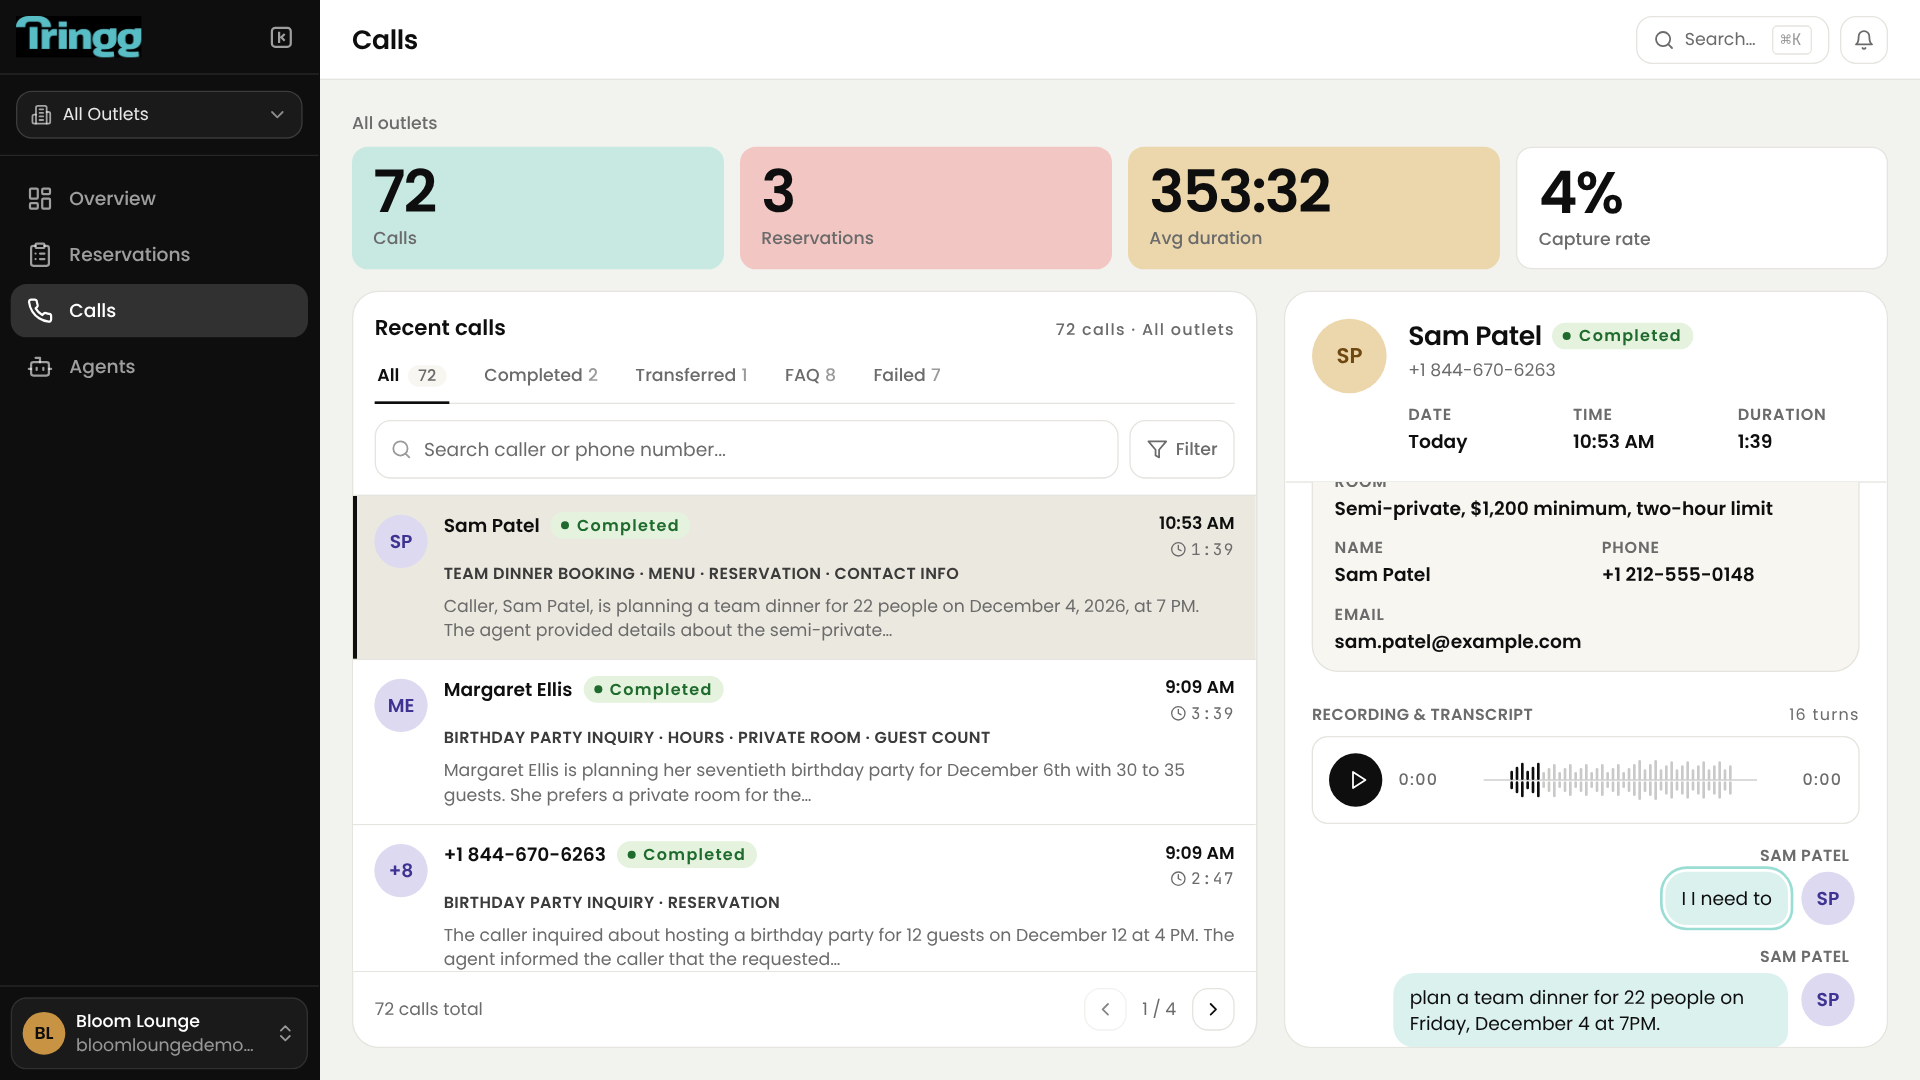 Tringg
All Outlets
Overview
Reservations
Calls
Agents
BL
Bloom Lounge
bloomloungedemo...
Calls
Search...
⌘K
All outlets
72
Calls
3
Reservations
353:32
Avg duration
4%
Capture rate
Recent calls
72 calls · All outlets
All 72
Completed 2
Transferred 1
FAQ 8
Failed 7
Search caller or phone number...
Filter
SP
Sam Patel
Completed
10:53 AM
1:39
TEAM DINNER BOOKING · MENU · RESERVATION · CONTACT INFO
Caller, Sam Patel, is planning a team dinner for 22 people on December 4, 2026, at 7 PM.
The agent provided details about the semi-private...
ME
Margaret Ellis
Completed
9:09 AM
3:39
BIRTHDAY PARTY INQUIRY · HOURS · PRIVATE ROOM · GUEST COUNT
Margaret Ellis is planning her seventieth birthday party for December 6th with 30 to 35
guests. She prefers a private room for the...
+8
+1 844-670-6263
Completed
9:09 AM
2:47
BIRTHDAY PARTY INQUIRY · RESERVATION
The caller inquired about hosting a birthday party for 12 guests on December 12 at 4 PM. The
agent informed the caller that the requested...
72 calls total
1 / 4
SP
Sam Patel
Completed
+1 844-670-6263
DATE
TIME
DURATION
Today
10:53 AM
1:39
ROOM
Semi-private, $1,200 minimum, two-hour limit
NAME
PHONE
Sam Patel
+1 212-555-0148
EMAIL
sam.patel@example.com
RECORDING & TRANSCRIPT
16 turns
0:00
0:00
SAM PATEL
I I need to
SP
SAM PATEL
plan a team dinner for 22 people on
Friday, December 4 at 7PM.
SP